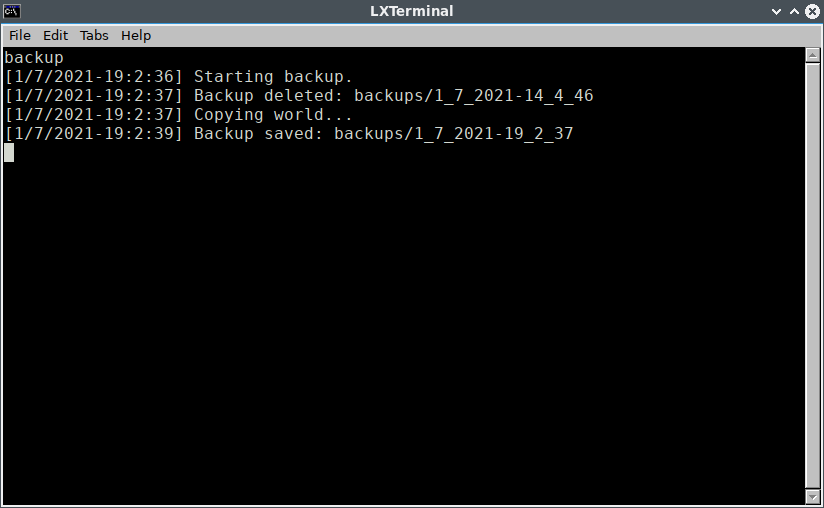 LXTerminal
File Edit Tabs Help
backup
[1/7/2021-19:2:36] Starting backup.
[1/7/2021-19:2:37] Backup deleted: backups/1_7_2021-14_4_46
[1/7/2021-19:2:37] Copying world...
[1/7/2021-19:2:39] Backup saved: backups/1_7_2021-19_2_37